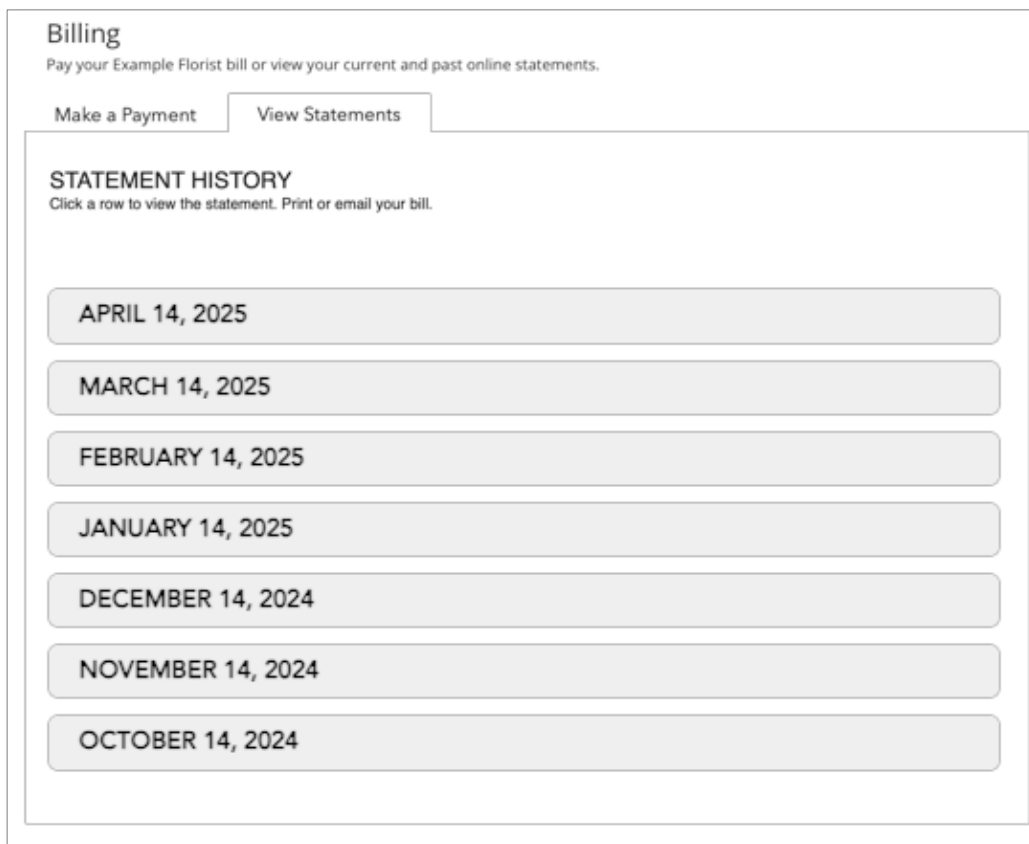 Billing
Pay your Example Florist bill or view your current and past online statements.
Make a Payment View Statements
STATEMENT HISTORY
Click a row to view the statement. Print or email your bill.
APRIL 14, 2025
MARCH 14, 2025
FEBRUARY 14, 2025
JANUARY 14, 2025
DECEMBER 14, 2024
NOVEMBER 14, 2024
OCTOBER 14, 2024